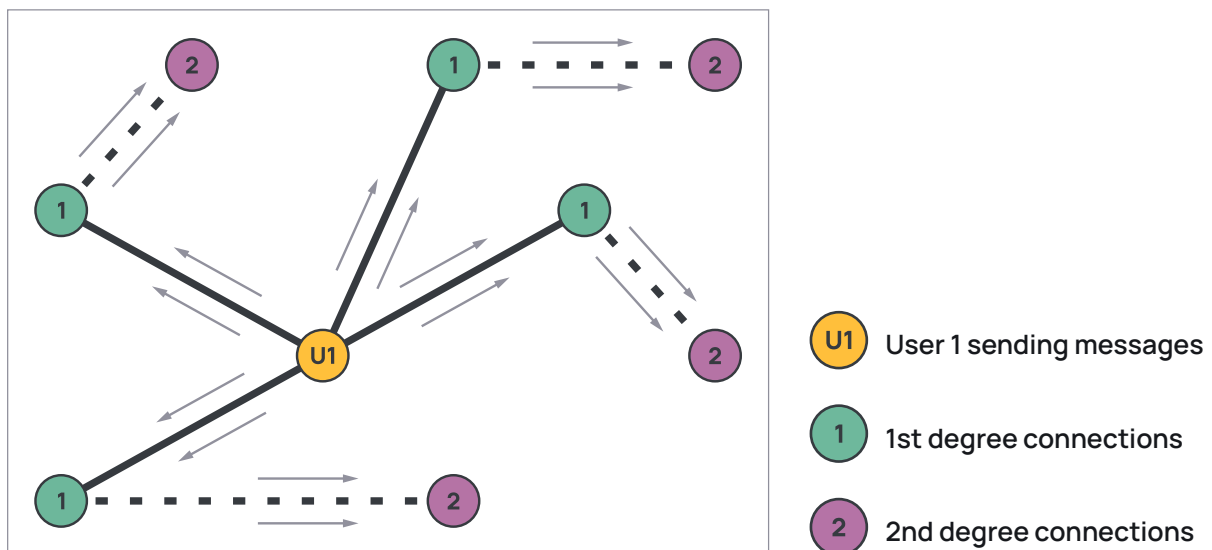 2
1
2
1
1
U1
2
1
2
U1 User 1 sending messages
1 1st degree connections
2 2nd degree connections